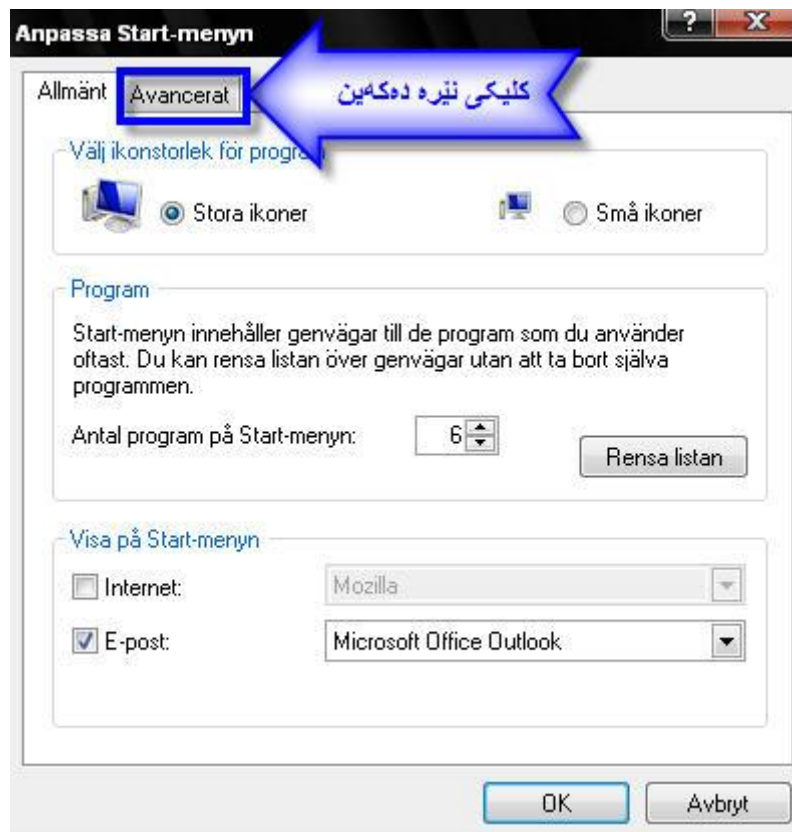 Anpassa Start-menyn
Allmänt
Avancerat
کلیکی ئێره دهکهین
Välj ikonstorlek för progra
Stora ikoner
Små ikoner
Program
Start-menyn innehåller genvägar till de program som du använder
oftast. Du kan rensa listan över genvägar utan att ta bort själva
programmen.
Antal program på Start-menyn:
6
Rensa listan
Visa på Start-menyn
Internet:
Mozilla
E-post:
Microsoft Office Outlook
OK
Avbryt